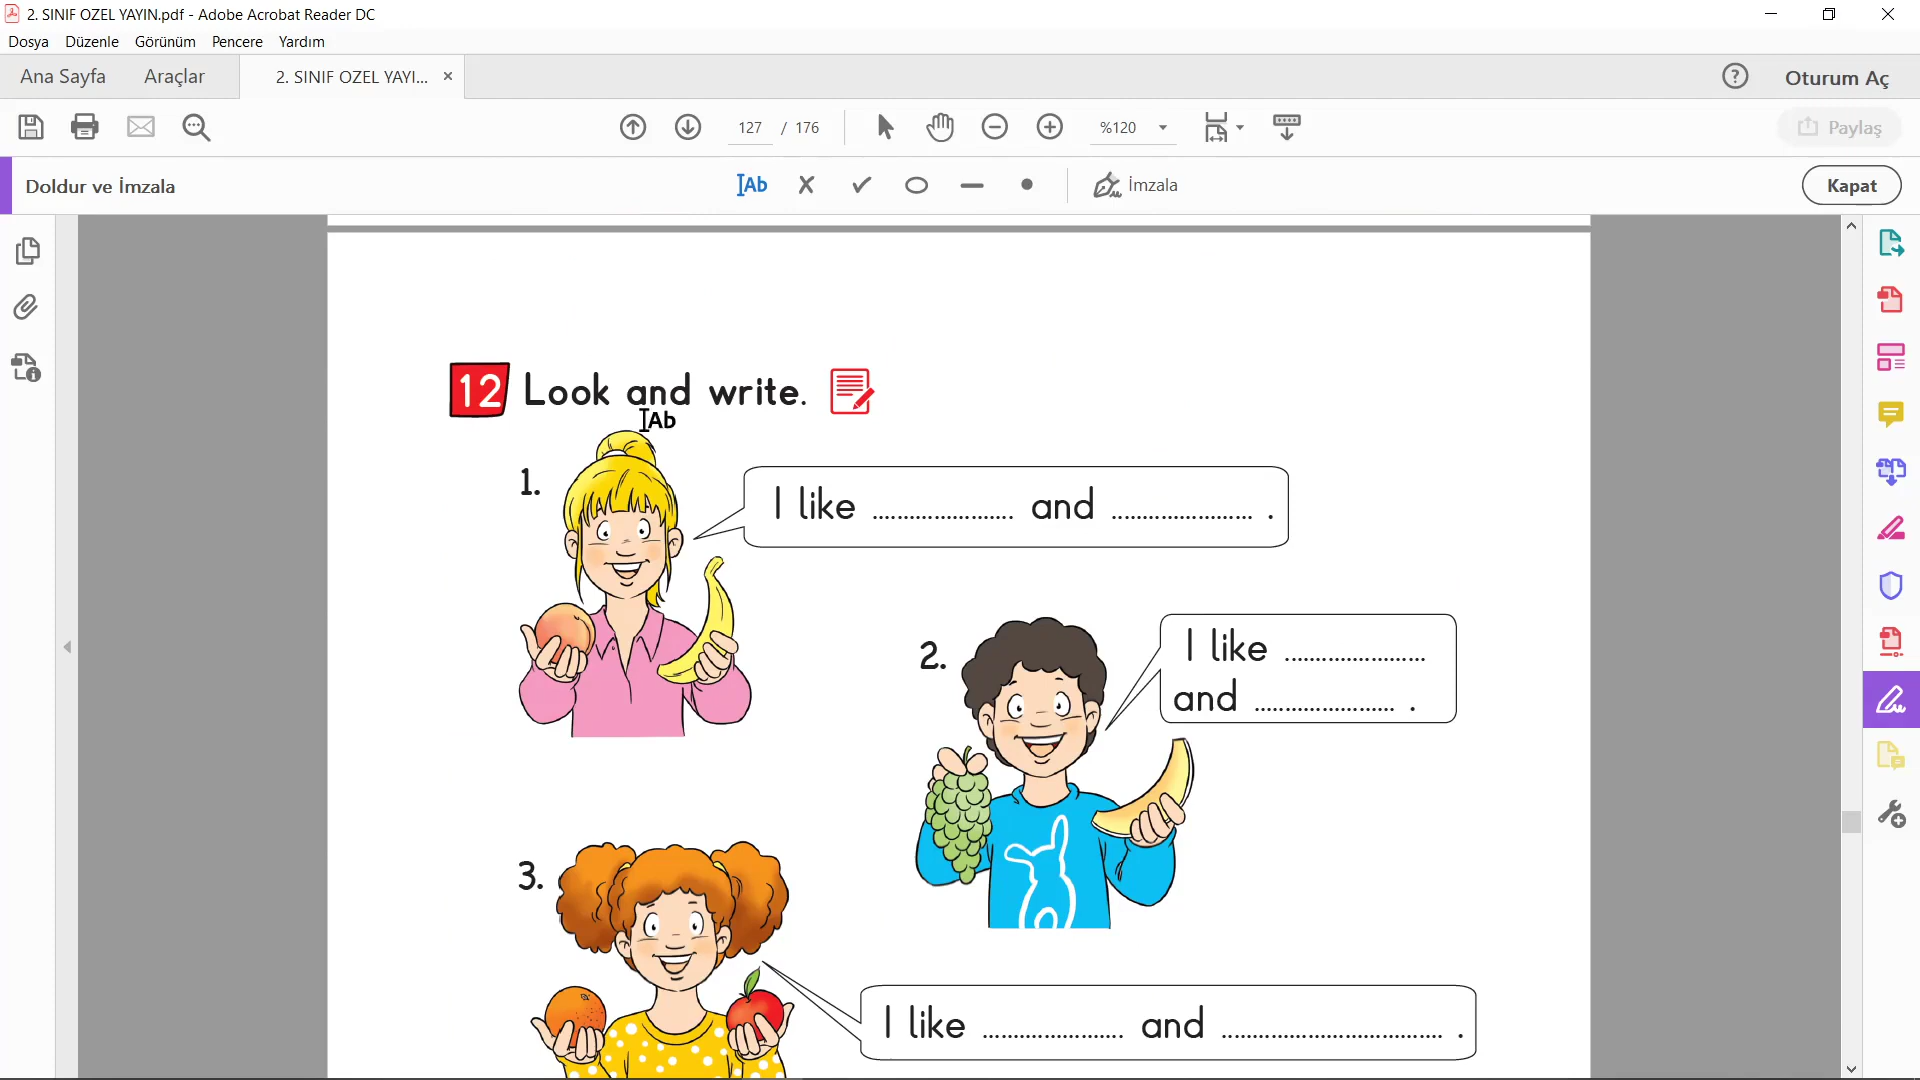 2. SINIF OZEL YAYIN.pdf - Adobe Acrobat Reader DC
Dosya Düzenle Görünüm Pencere Yardım
Ana Sayfa Araçlar 2. SINIF OZEL YAYI... × ? Oturum Aç
127 / 176 %120 Paylaş
Doldur ve İmzala Ab İmzala Kapat
12 Look and write.
Ab
1.
I like ....................... and ....................... .
2.
I like .......................
and ....................... .
3.
I like ....................... and .................................... .